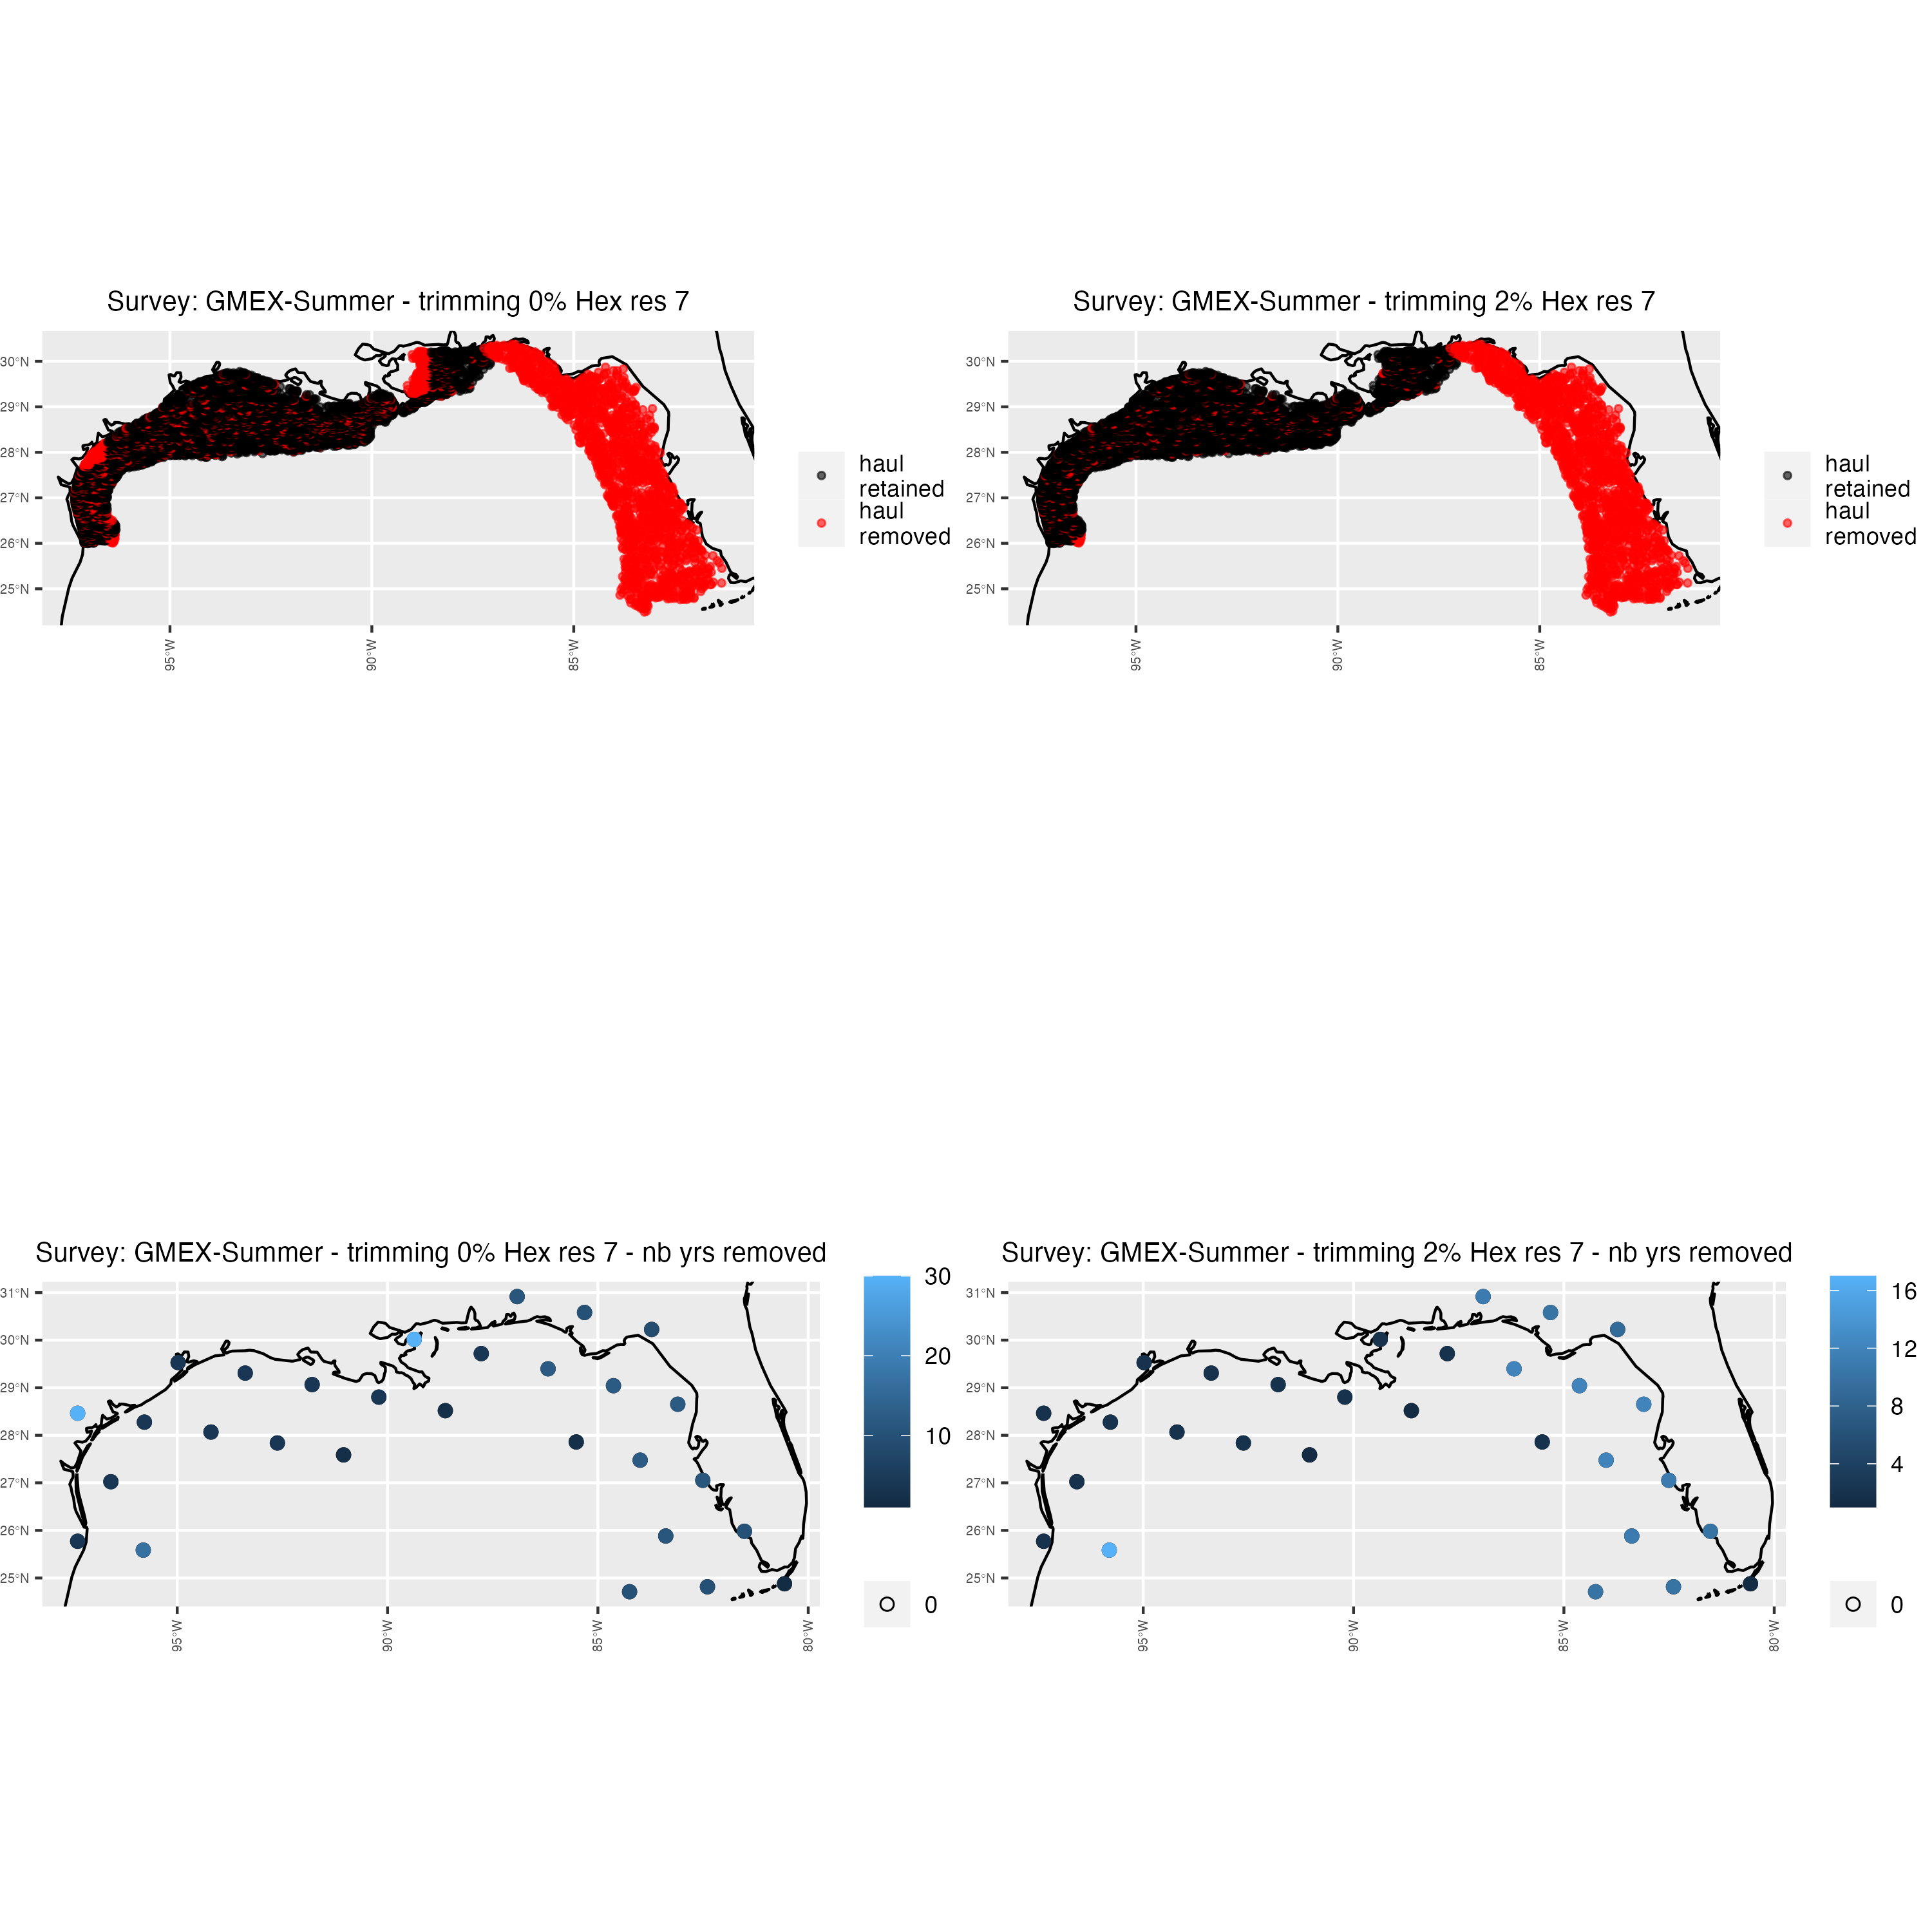 Survey: GMEX-Summer - trimming 0% Hex res 7
30°N
29°N
28°N
27°N
26°N
25°N
95°W
90°W
85°W
haul
retained
haul
removed
Survey: GMEX-Summer - trimming 2% Hex res 7
30°N
29°N
28°N
27°N
26°N
25°N
95°W
90°W
85°W
haul
retained
haul
removed
Survey: GMEX-Summer - trimming 0% Hex res 7 - nb yrs removed
31°N
30°N
29°N
28°N
27°N
26°N
25°N
95°W
90°W
85°W
80°W
30
20
10
0
Survey: GMEX-Summer - trimming 2% Hex res 7 - nb yrs removed
31°N
30°N
29°N
28°N
27°N
26°N
25°N
95°W
90°W
85°W
80°W
16
12
8
4
0